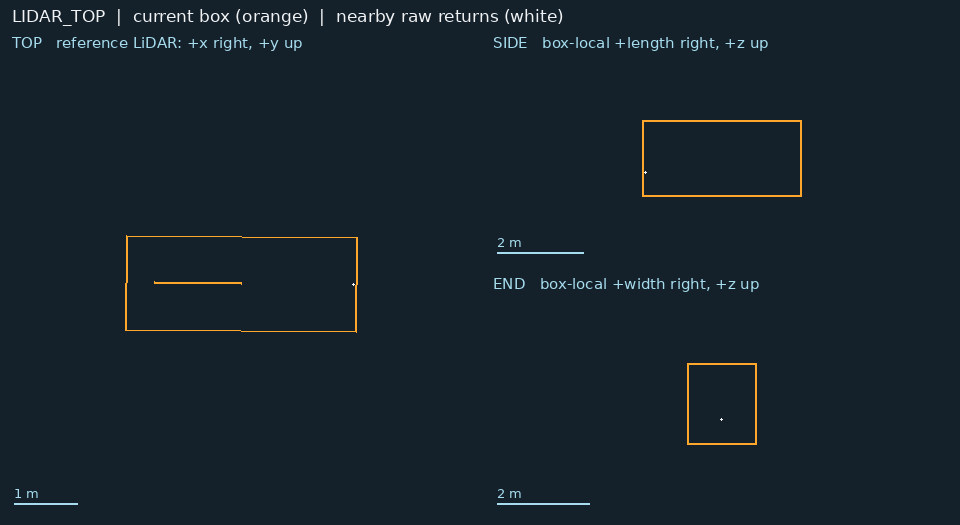 LIDAR_TOP | current box (orange) | nearby raw returns (white)
TOP reference LiDAR: +x right, +y up
SIDE box-local +length right, +z up
2 m
END box-local +width right, +z up
1 m
2 m